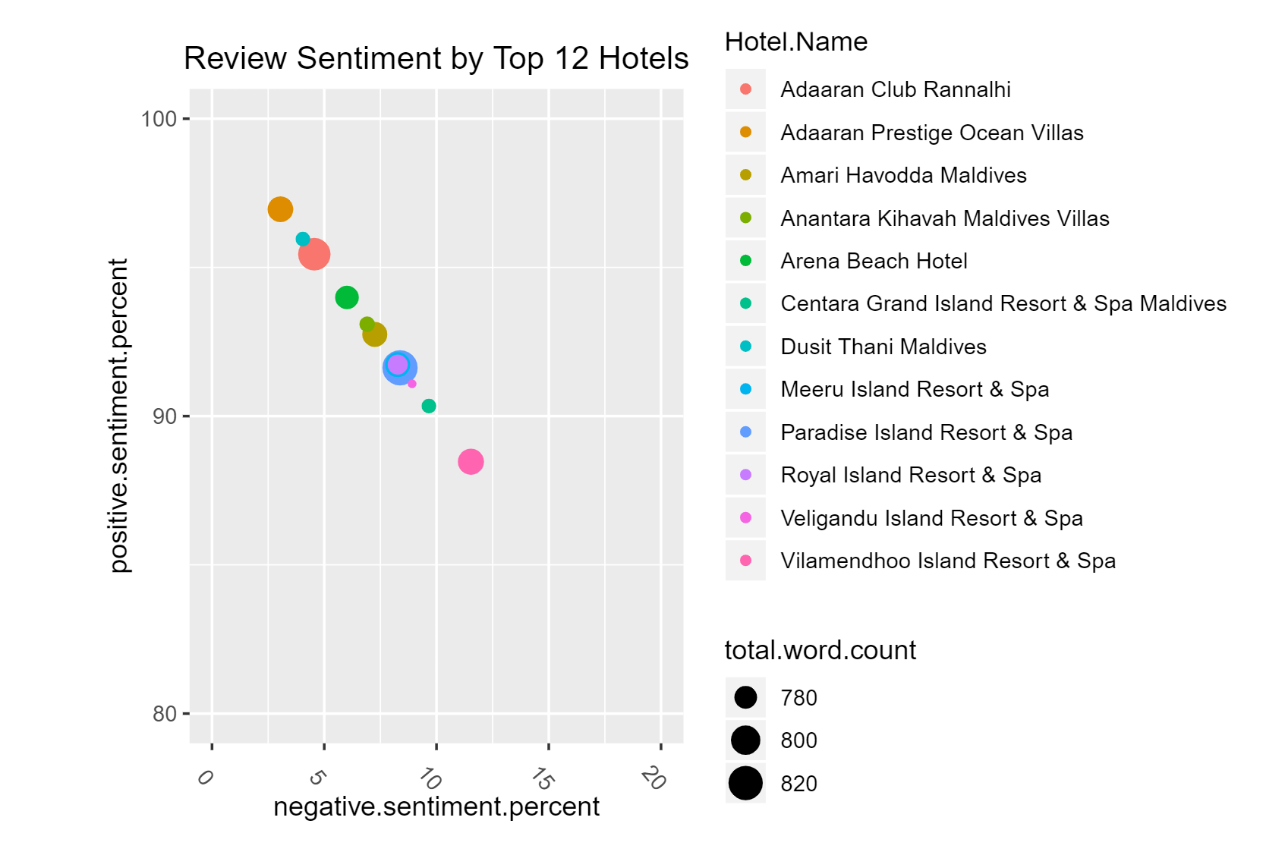 Review Sentiment by Top 12 Hotels
100
90
80
positive.sentiment.percent
0
5
10
15
20
negative.sentiment.percent
Hotel.Name
Adaaran Club Rannalhi
Adaaran Prestige Ocean Villas
Amari Havodda Maldives
Anantara Kihavah Maldives Villas
Arena Beach Hotel
Centara Grand Island Resort & Spa Maldives
Dusit Thani Maldives
Meeru Island Resort & Spa
Paradise Island Resort & Spa
Royal Island Resort & Spa
Veligandu Island Resort & Spa
Vilamendhoo Island Resort & Spa
total.word.count
780
800
820